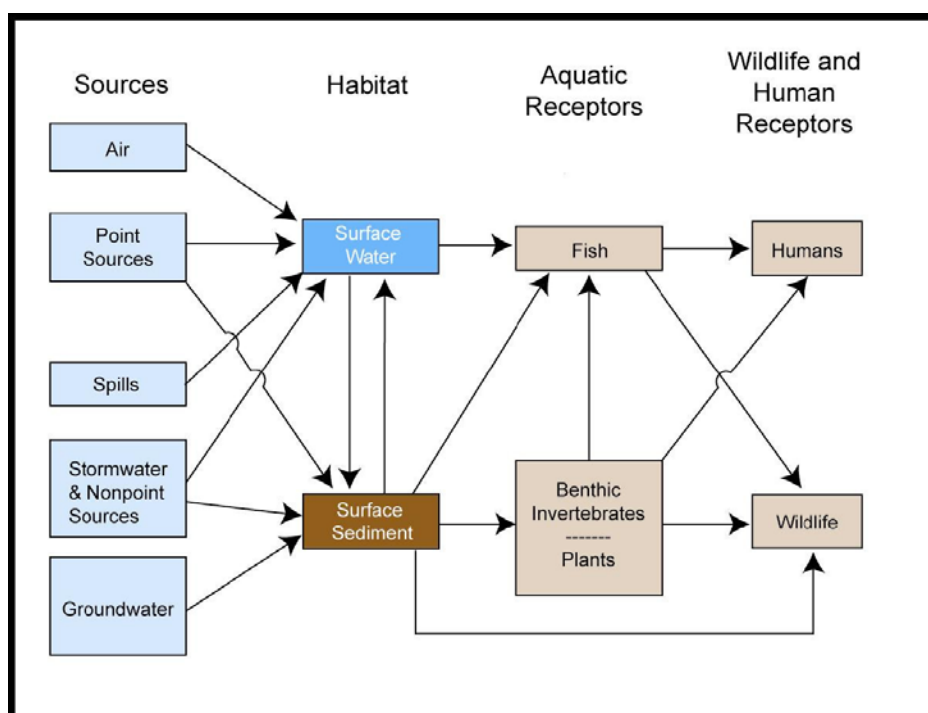 Sources
Habitat
Aquatic
Receptors
Wildlife and
Human
Receptors
Air
Point
Sources
Spills
Stormwater
& Nonpoint
Sources
Groundwater
Surface
Water
Surface
Sediment
Fish
Benthic
Invertebrates
-------
Plants
Humans
Wildlife